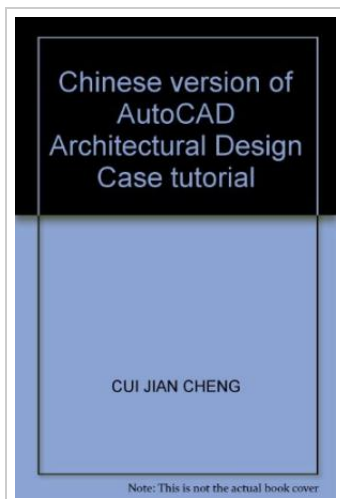 Chinese version of
AutoCAD
Architectural Design
Case tutorial
CUI JIAN CHENG
Note: This is not the actual book cover